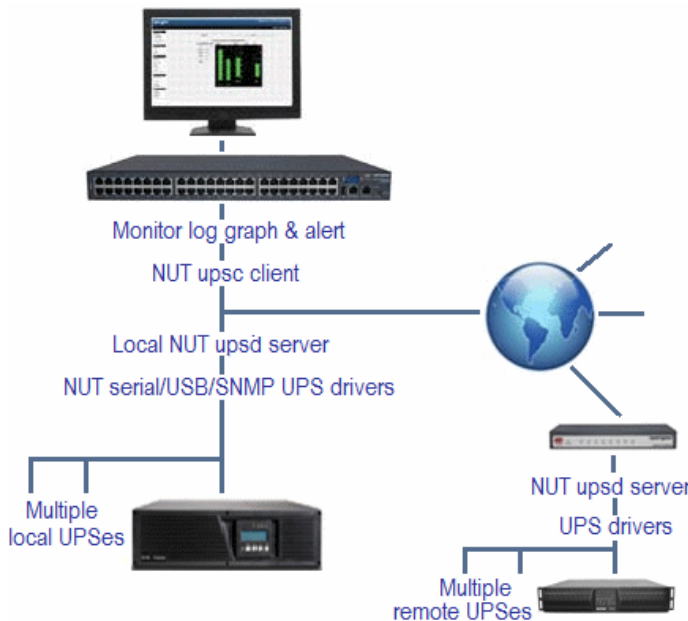 Monitor log graph & alert
NUT upsc client
Local NUT upsd server
NUT serial/USB/SNMP UPS drivers
Multiple
local UPSes
NUT upsd server
UPS drivers
Multiple
remote UPSes